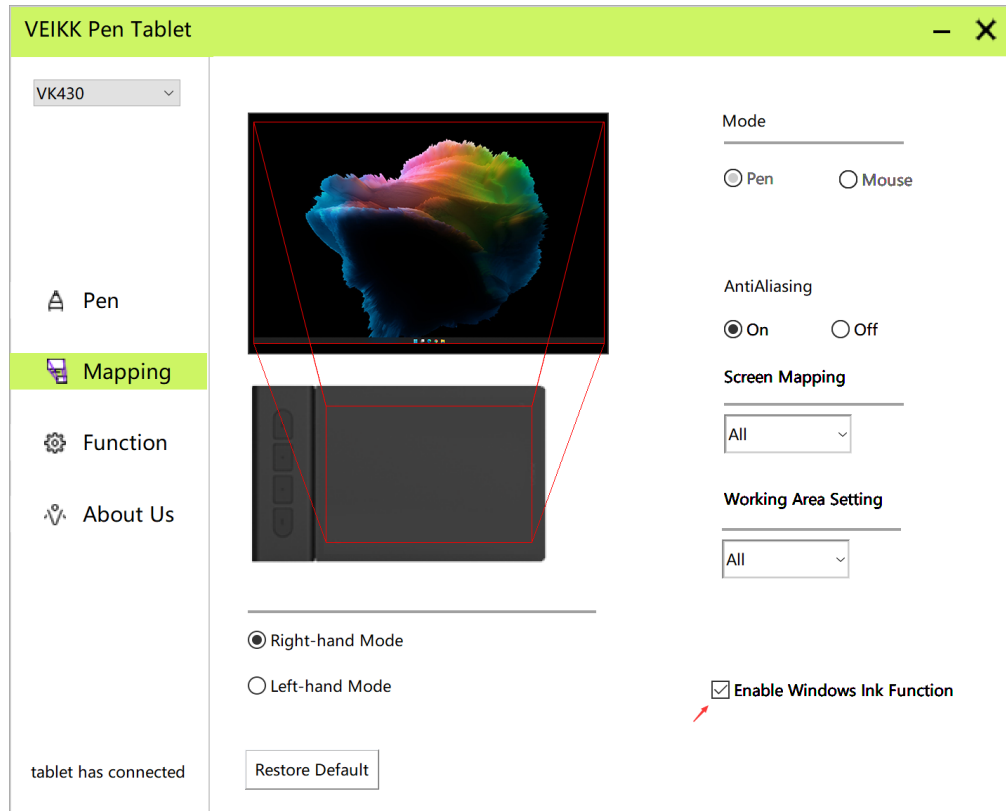 VEIKK Pen Tablet
VK430
Pen
Mapping
Function
About Us
tablet has connected
Right-hand Mode
Left-hand Mode
Restore Default
Mode
Pen Mouse
AntiAliasing
On Off
Screen Mapping
All
Working Area Setting
All
Enable Windows Ink Function